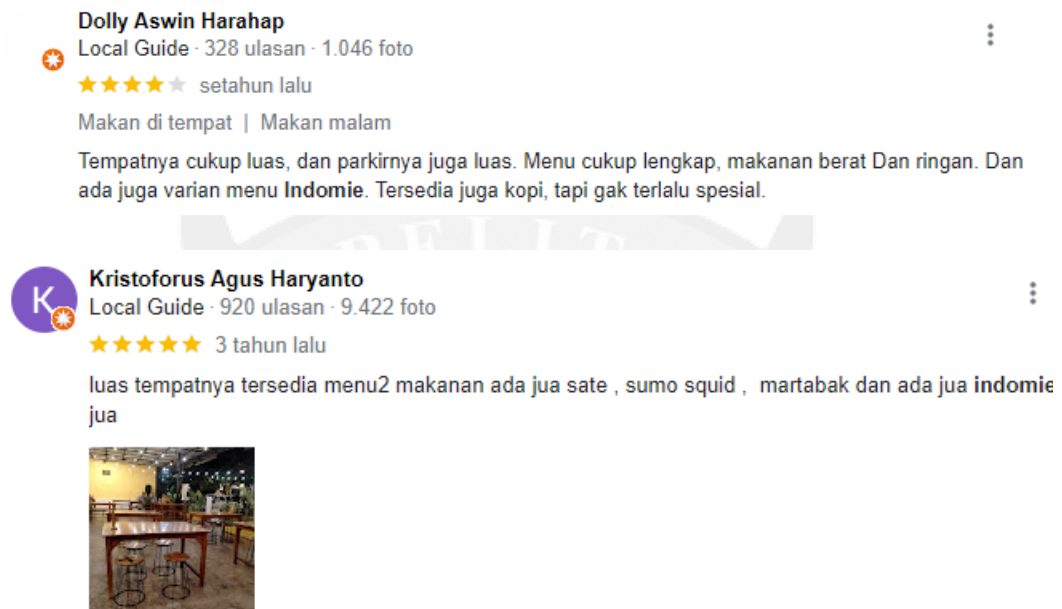 Dolly Aswin Harahap
Local Guide · 328 ulasan · 1.046 foto
setahun lalu
Makan di tempat | Makan malam
Tempatnya cukup luas, dan parkirnya juga luas. Menu cukup lengkap, makanan berat Dan ringan. Dan
ada juga varian menu Indomie. Tersedia juga kopi, tapi gak terlalu spesial.
PELIT
K
Kristoforus Agus Haryanto
Local Guide · 920 ulasan · 9.422 foto
3 tahun lalu
luas tempatnya tersedia menu2 makanan ada jua sate , sumo squid , martabak dan ada jua indomie
jua